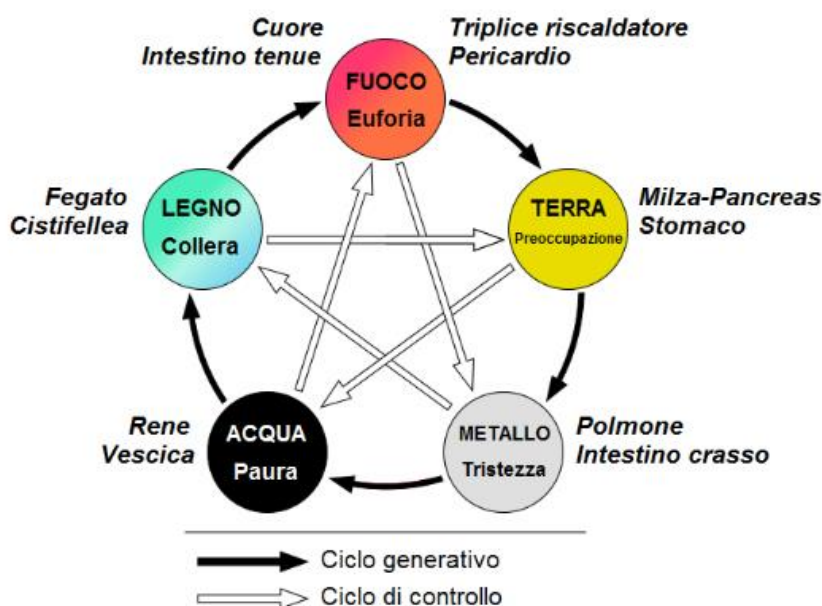 Cuore
Intestino tenue
Triplice riscaldatore
Pericardio
FUOCO
Euforia
Fegato
Cistifellea
LEGNO
Collera
TERRA
Preoccupazione
Milza-Pancreas
Stomaco
Rene
Vescica
ACQUA
Paura
METALLO
Tristezza
Polmone
Intestino crasso
Ciclo generativo
Ciclo di controllo